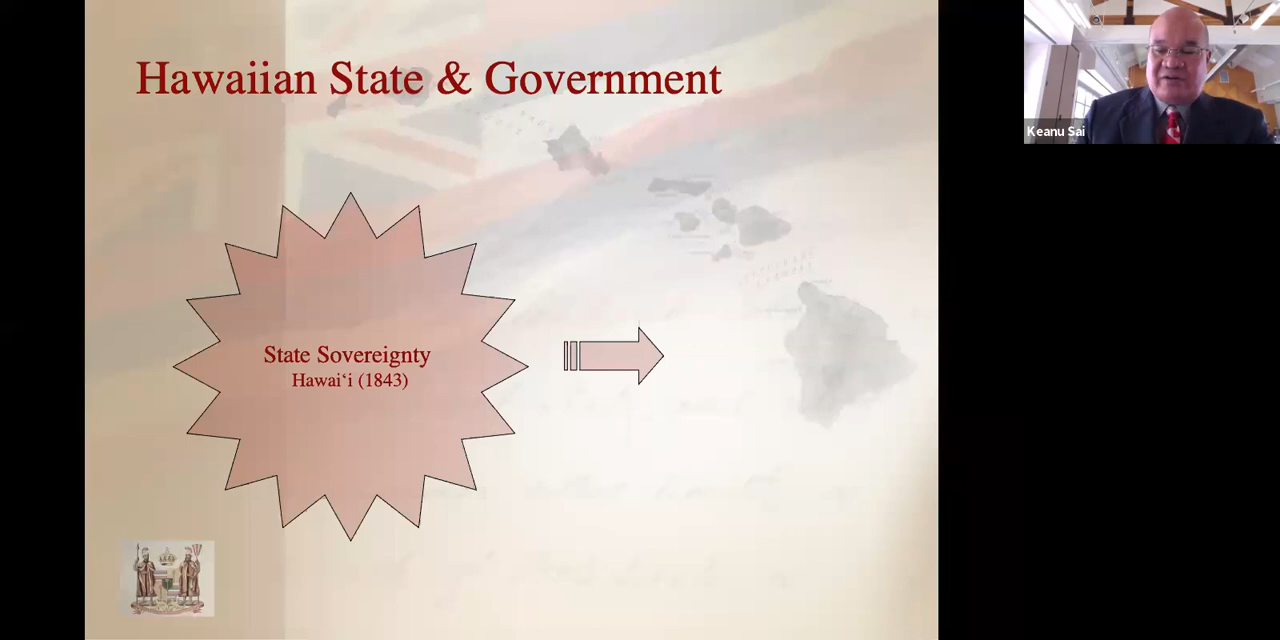 Hawaiian State & Government
State Sovereignty
Hawaiʻi (1843)
Keanu Sai